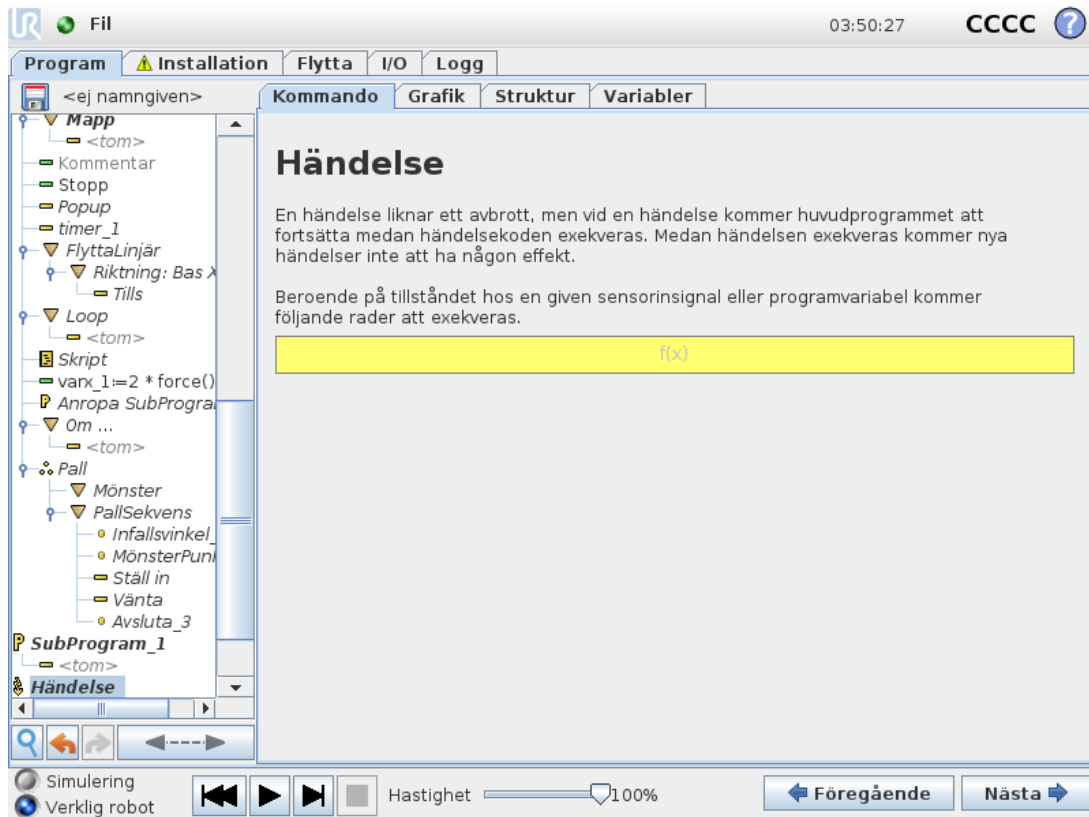 UR
Fil
03:50:27
CCCC
?
Program
Installation
Flytta
I/O
Logg
<ej namngiven>
Kommando
Grafik
Struktur
Variabler
Mapp
<tom>
Kommentar
Stopp
Popup
timer_1
FlyttaLinjär
Riktning: Bas X
Tills
Loop
<tom>
Skript
varx_1:=2 * force()
Anropa SubProgra
Om ...
<tom>
Pall
Mönster
PallSekvens
Infallsvinkel_
MönsterPunk
Ställ in
Vänta
Avsluta_3
P SubProgram_1
<tom>
Händelse
Händelse
En händelse liknar ett avbrott, men vid en händelse kommer huvudprogrammet att
fortsätta medan händelsekoden exekveras. Medan händelsen exekveras kommer nya
händelser inte att ha någon effekt.
Beroende på tillståndet hos en given sensorinsignal eller programvariabel kommer
följande rader att exekveras.
f(x)
Simulering
Verklig robot
Hastighet
100%
Föregående
Nästa